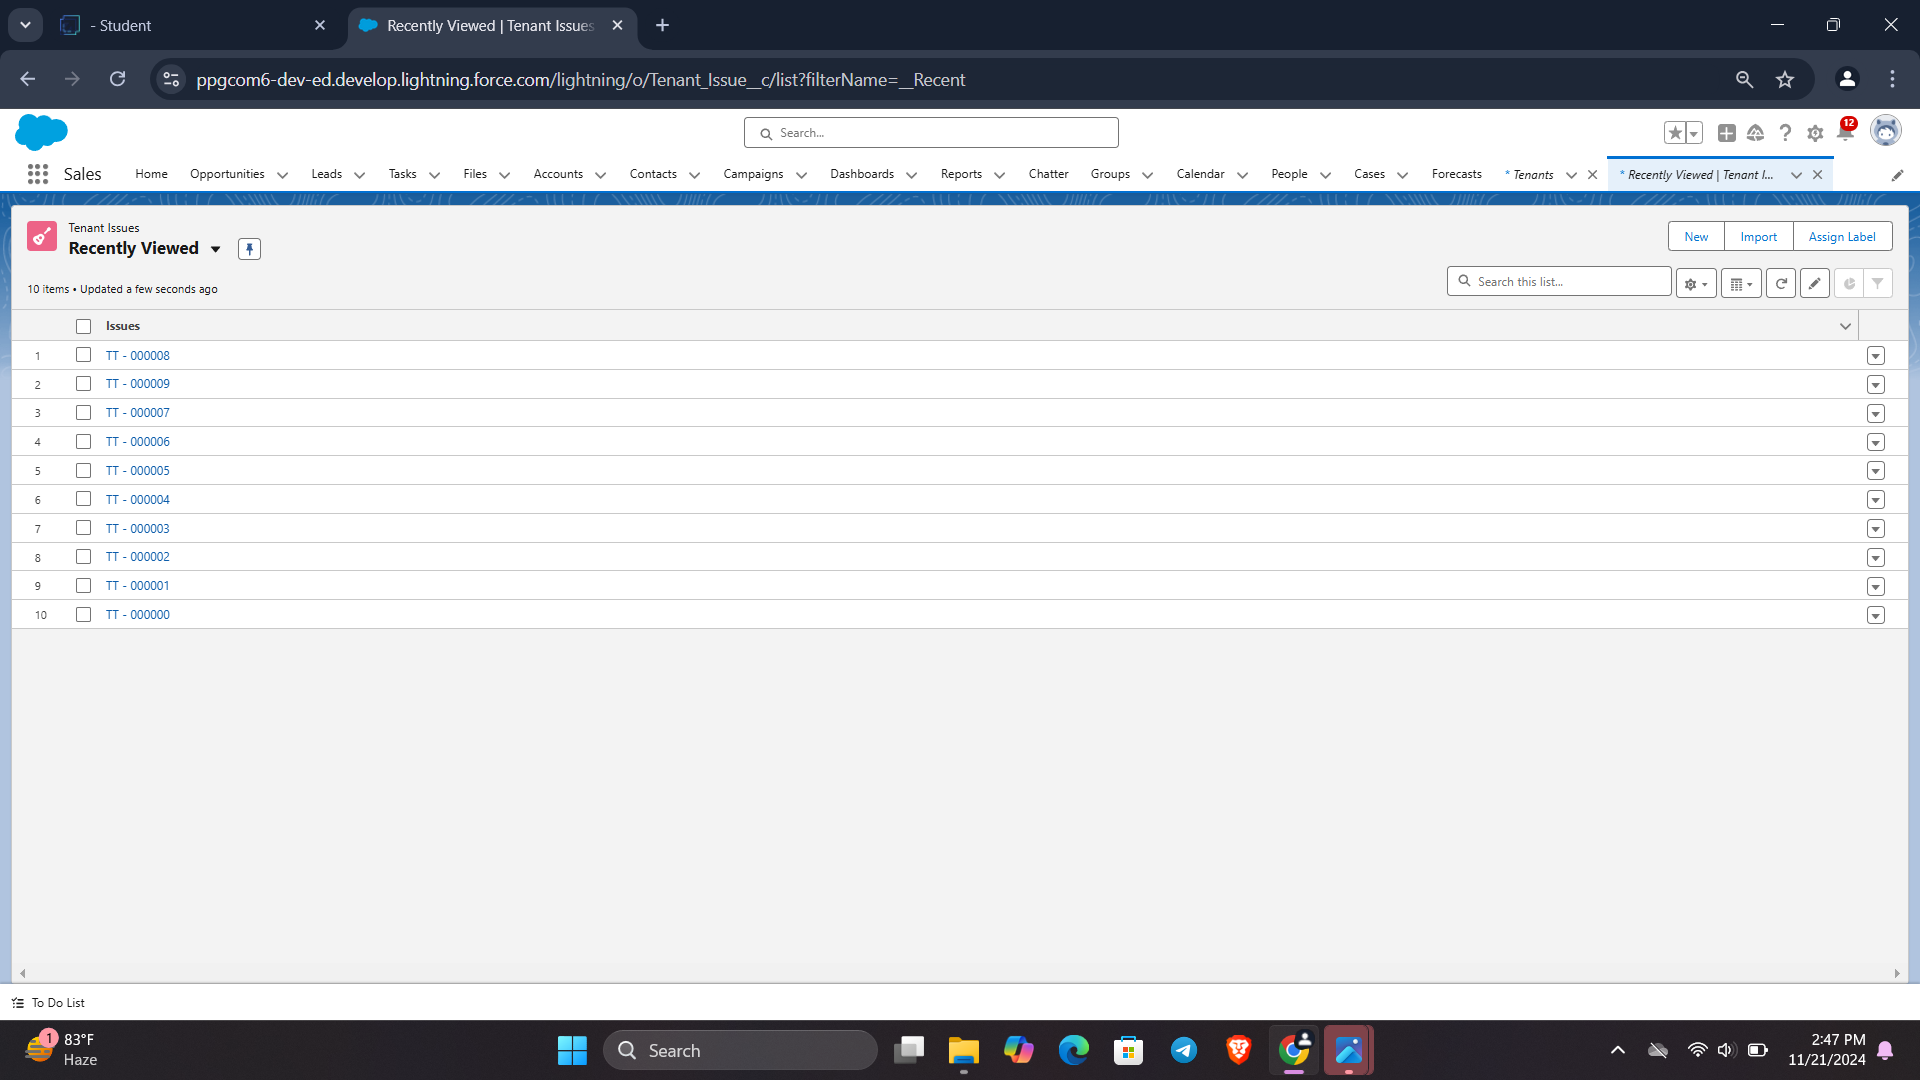 - Student
Recently Viewed | Tenant Issues
ppgcom6-dev-ed.develop.lightning.force.com/lightning/o/Tenant_Issue__c/list?filterName=__Recent
Search...
12
Sales
Home
Opportunities
Leads
Tasks
Files
Accounts
Contacts
Campaigns
Dashboards
Reports
Chatter
Groups
Calendar
People
Cases
Forecasts
* Tenants
* Recently Viewed | Tenant I...
Tenant Issues
Recently Viewed
New
Import
Assign Label
10 items • Updated a few seconds ago
Search this list...
Issues
1 TT - 000008
2 TT - 000009
3 TT - 000007
4 TT - 000006
5 TT - 000005
6 TT - 000004
7 TT - 000003
8 TT - 000002
9 TT - 000001
10 TT - 000000
To Do List
1
83°F
Haze
Search
2:47 PM
11/21/2024